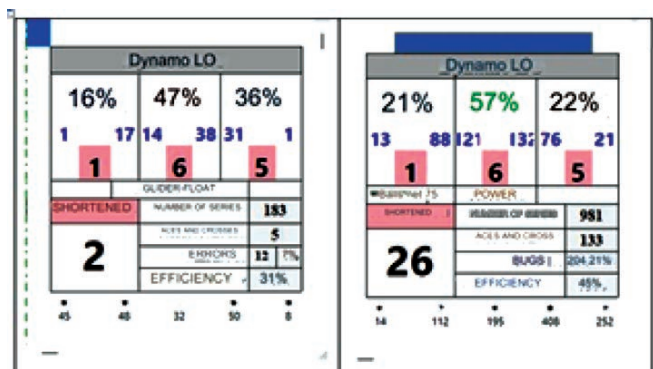 Dynamo LO
16% 47% 36%
1 17 14 38 31 1
1 6 5
GLIDER-FLOAT
SHORTENED NUMBER OF SERIES 183
ACES AND CROSSES 5
2 ERRORS 12 7%
EFFICIENCY 31%
45 48 32 50 8
Dynamo LO
21% 57% 22%
13 88 121 132 76 21
1 6 5
75 POWER
SHORTENED NUMBER OF SERIES 981
ACES AND CROSS 133
26 BUGS 204,21%
EFFICIENCY 45%
14 112 195 408 252